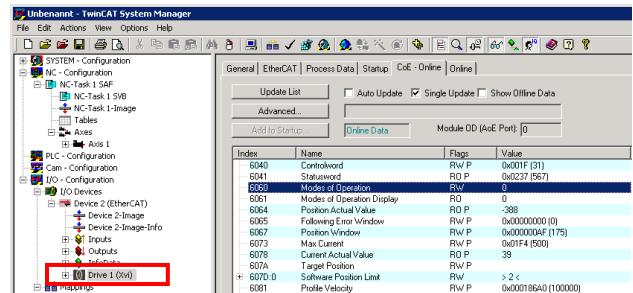 Unbenannt - TwinCAT System Manager
File Edit Actions View Options Help
SYSTEM - Configuration
NC - Configuration
NC-Task 1 SAF
NC-Task 1 SVB
NC-Task 1-Image
Tables
Axes
Axis 1
PLC - Configuration
Cam - Configuration
I/O - Configuration
I/O Devices
Device 2 (EtherCAT)
Device 2-Image
Device 2-Image-Info
Inputs
Outputs
InfoData
Drive 1 (Xvi)
Mappings
General EtherCAT Process Data Startup CoE - Online Online
Update List Auto Update Single Update Show Offline Data
Advanced...
Add to Startup... Online Data Module OD (AoE Port): 0
Index Name Flags Value
6040 Controlword RW P 0x001F (31)
6041 Statusword RO P 0x0237 (567)
6060 Modes of Operation RW 0
6061 Modes of Operation Display RO 0
6064 Position Actual Value RO P -388
6065 Following Error Window RW P 0x00000000 (0)
6067 Position Window RW P 0x000000AF (175)
6073 Max Current RW P 0x01F4 (500)
6078 Current Actual Value RO P 39
607A Target Position RW P
607D:0 Software Position Limit RW > 2 <
6081 Profile Velocity RW P 0x000186A0 (100000)